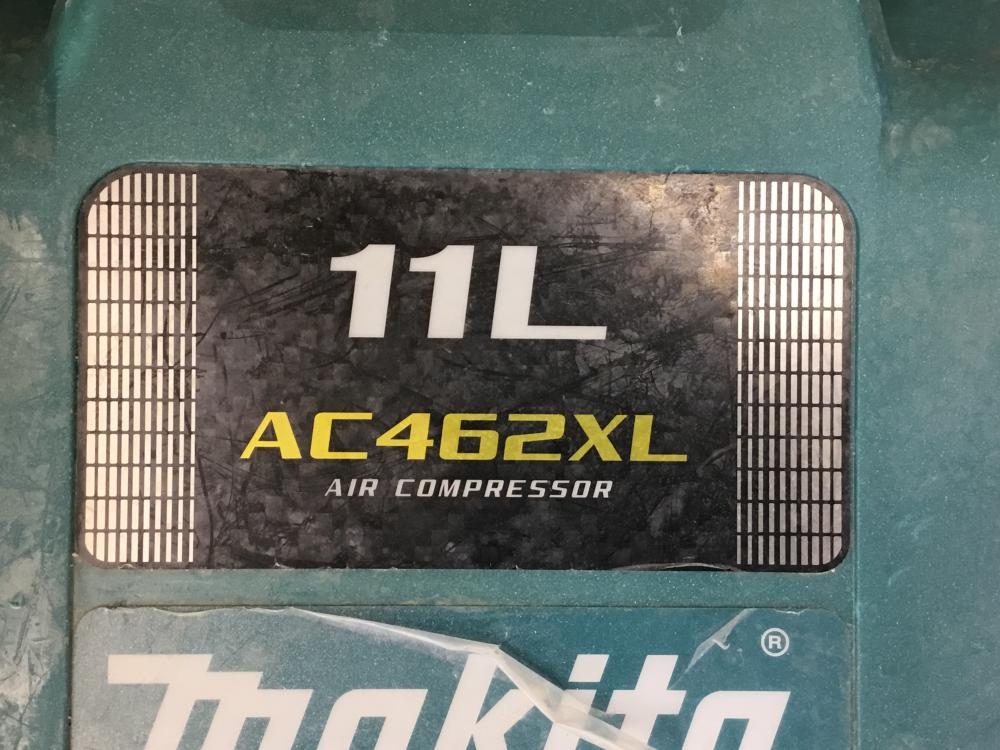 11L
AC462XL
AIR COMPRESSOR
®
makita